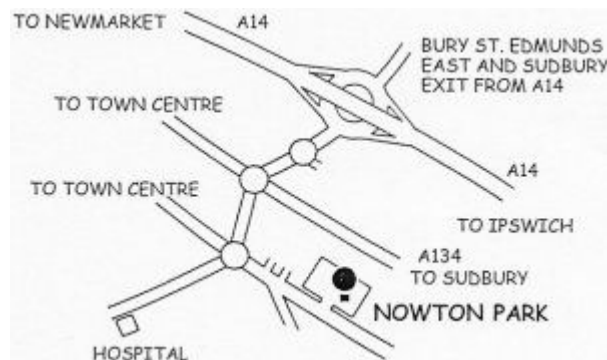 TO NEWMARKET
A14
BURY ST. EDMUNDS
EAST AND SUDBURY
EXIT FROM A14
TO TOWN CENTRE
A14
TO TOWN CENTRE
TO IPSWICH
A134
TO SUDBURY
NOWTON PARK
HOSPITAL